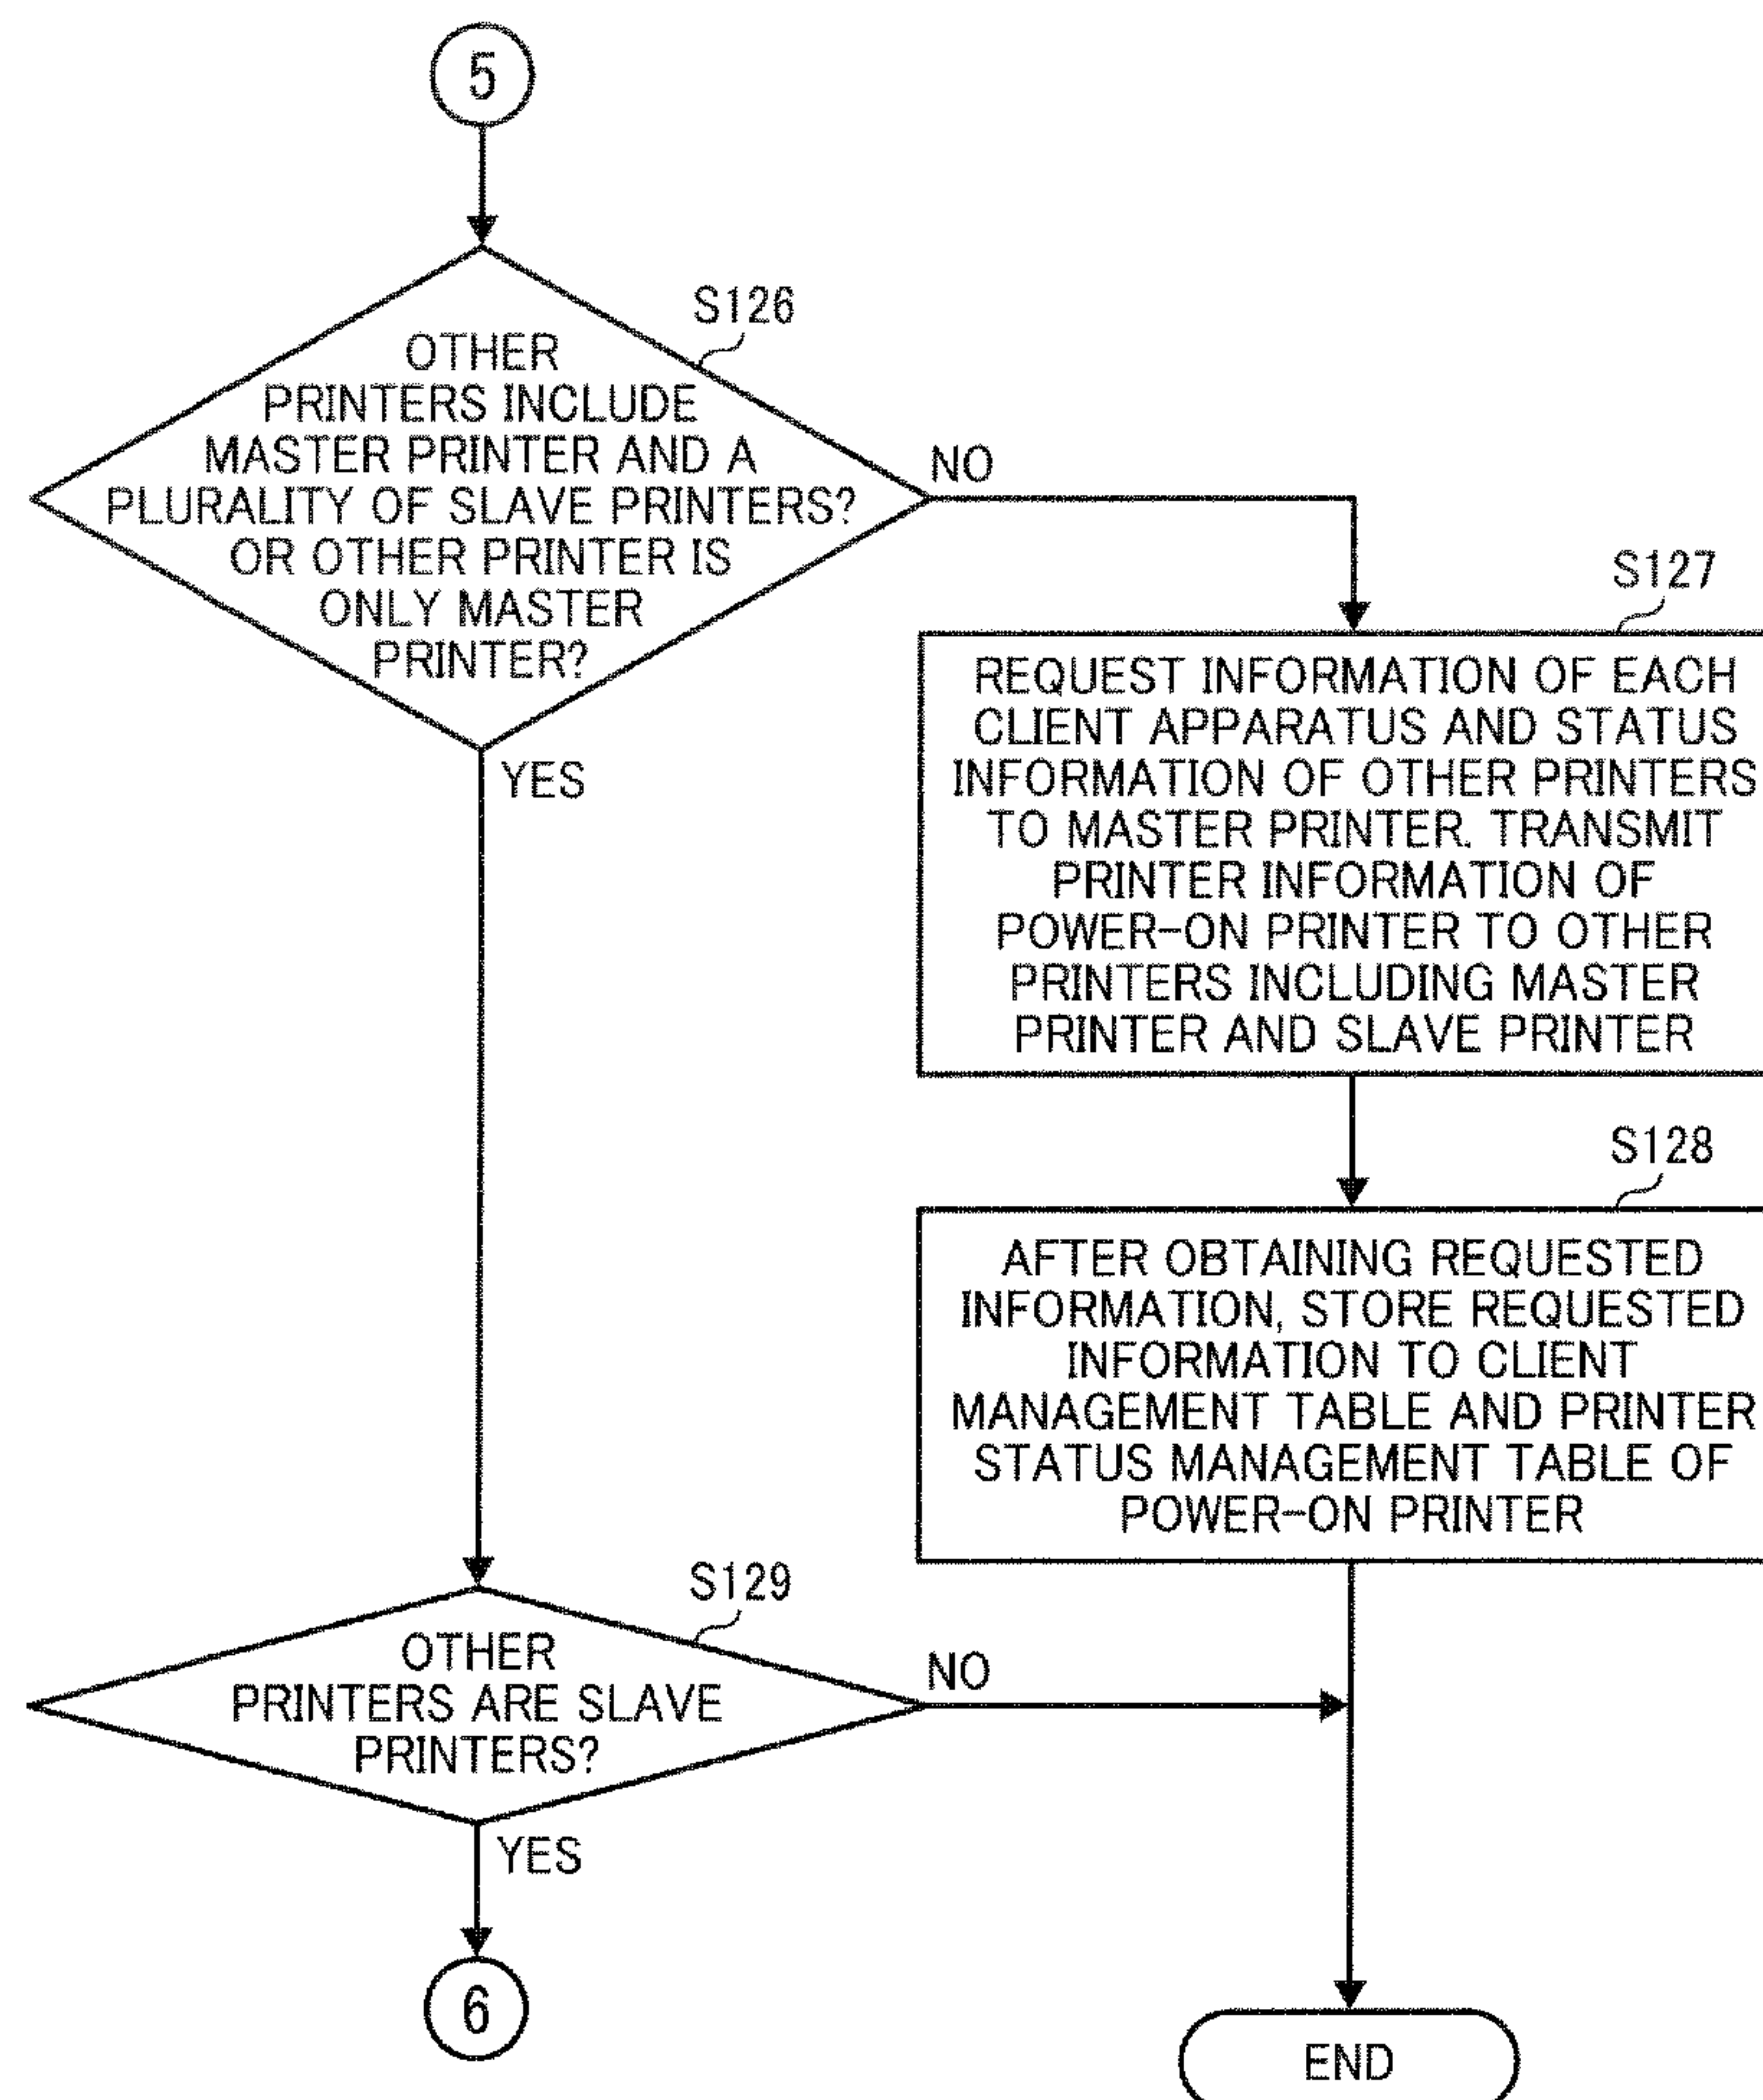 5
S126
OTHER
PRINTERS INCLUDE
MASTER PRINTER AND A
PLURALITY OF SLAVE PRINTERS?
OR OTHER PRINTER IS
ONLY MASTER
PRINTER?
NO
YES
S127
REQUEST INFORMATION OF EACH
CLIENT APPARATUS AND STATUS
INFORMATION OF OTHER PRINTERS
TO MASTER PRINTER. TRANSMIT
PRINTER INFORMATION OF
POWER-ON PRINTER TO OTHER
PRINTERS INCLUDING MASTER
PRINTER AND SLAVE PRINTER
S128
AFTER OBTAINING REQUESTED
INFORMATION, STORE REQUESTED
INFORMATION TO CLIENT
MANAGEMENT TABLE AND PRINTER
STATUS MANAGEMENT TABLE OF
POWER-ON PRINTER
S129
OTHER
PRINTERS ARE SLAVE
PRINTERS?
NO
YES
6
END